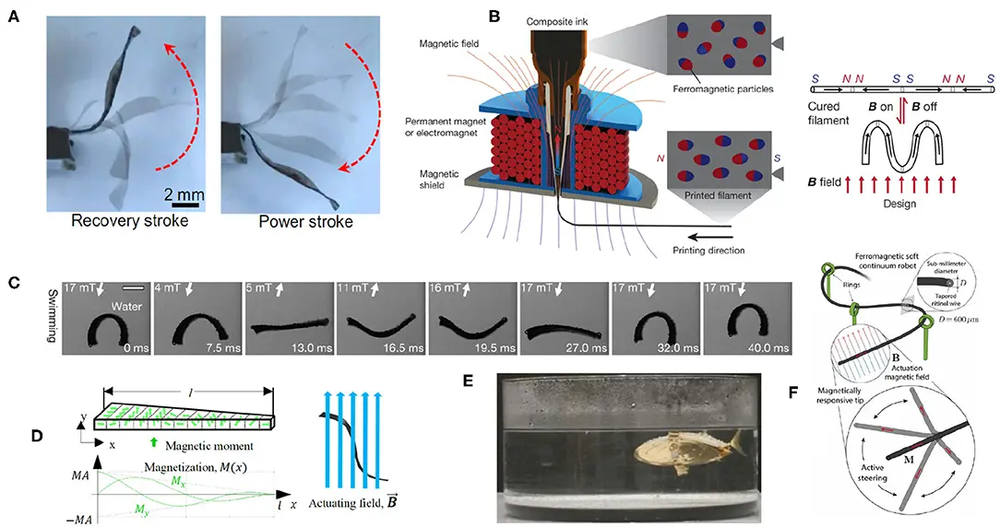 A
2 mm
Recovery stroke
Power stroke
B
Composite ink
Magnetic field
Ferromagnetic particles
Permanent magnet
or electromagnet
Magnetic
shield
N
S
Printed filament
Printing direction
S
N N
S S
N N
S
Cured
filament
B on
B off
B field
Design
C
Swimming
17 mT
Water
0 ms
4 mT
7.5 ms
5 mT
13.0 ms
11 mT
16.5 ms
16 mT
19.5 ms
17 mT
27.0 ms
17 mT
32.0 ms
17 mT
40.0 ms
D
l
y
x
Magnetic moment
Magnetization, M(x)
MA
Mx
My
l x
−MA
Actuating field, B⃗
E
F
Ferromagnetic soft
continuum robot
Sub-millimeter
diameter
D
Rings
Tapered
nitinol wire
D = 600 μm
B
Actuation
magnetic field
Magnetically
responsive tip
M
Active
steering